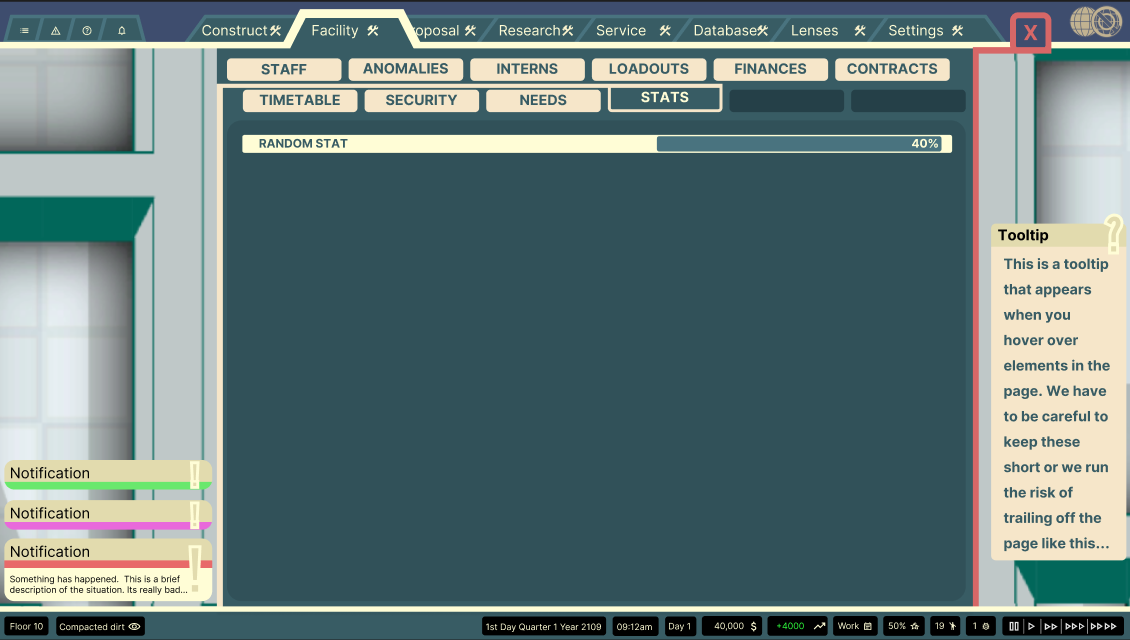 Construct
Facility
oposal
Research
Service
Database
Lenses
Settings
X
STAFF
ANOMALIES
INTERNS
LOADOUTS
FINANCES
CONTRACTS
TIMETABLE
SECURITY
NEEDS
STATS
RANDOM STAT
40%
Tooltip
?
This is a tooltip
that appears
when you
hover over
elements in the
page. We have
to be careful to
keep these
short or we run
the risk of
trailing off the
page like this...
Notification
!
Notification
!
Notification
!
Something has happened. This is a brief
description of the situation. Its really bad...
Floor 10
Compacted dirt
1st Day Quarter 1 Year 2109
09:12am
Day 1
40,000 $
+4000
Work
50%
19
1